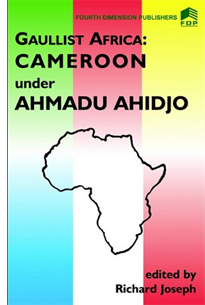 FOURTH DIMENSION PUBLISHERS
FDP
GAULLIST AFRICA:
CAMEROON
under
AHMADU AHIDJO
edited by
Richard Joseph